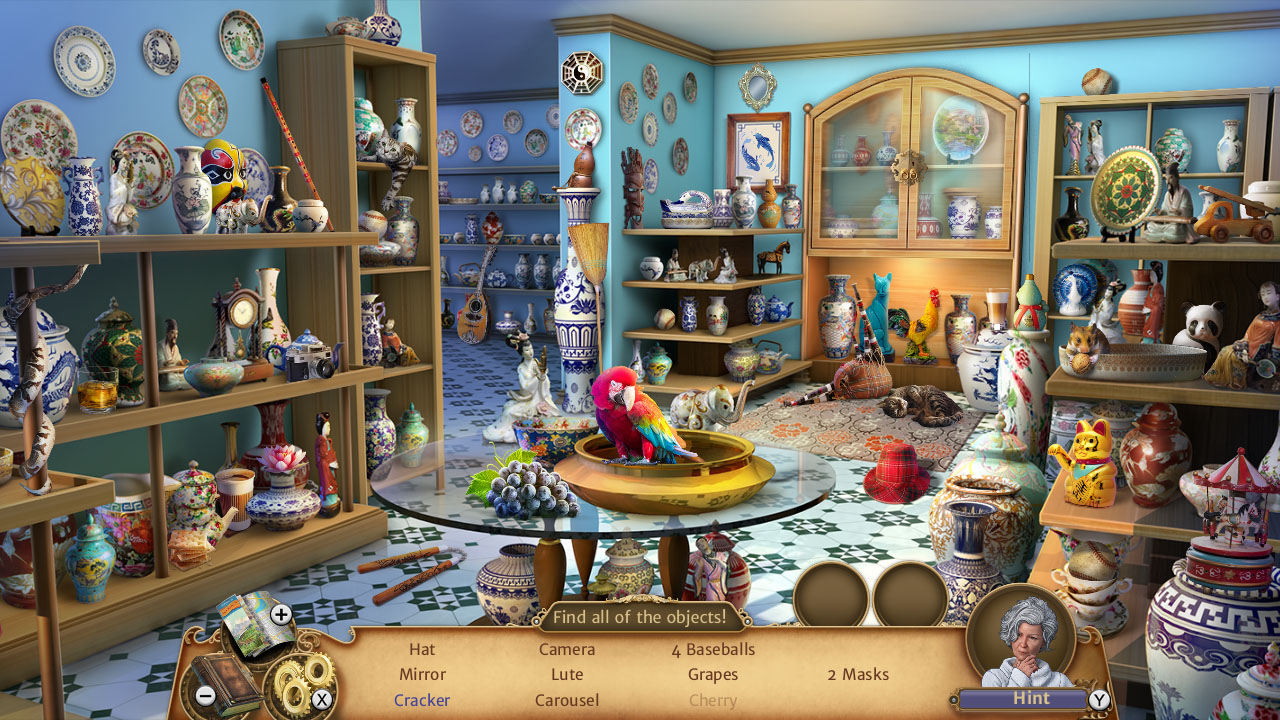 Find all of the objects!
Hat Camera 4 Baseballs
Mirror Lute Grapes 2 Masks
Cracker Carousel Cherry
+
- X
Hint Y